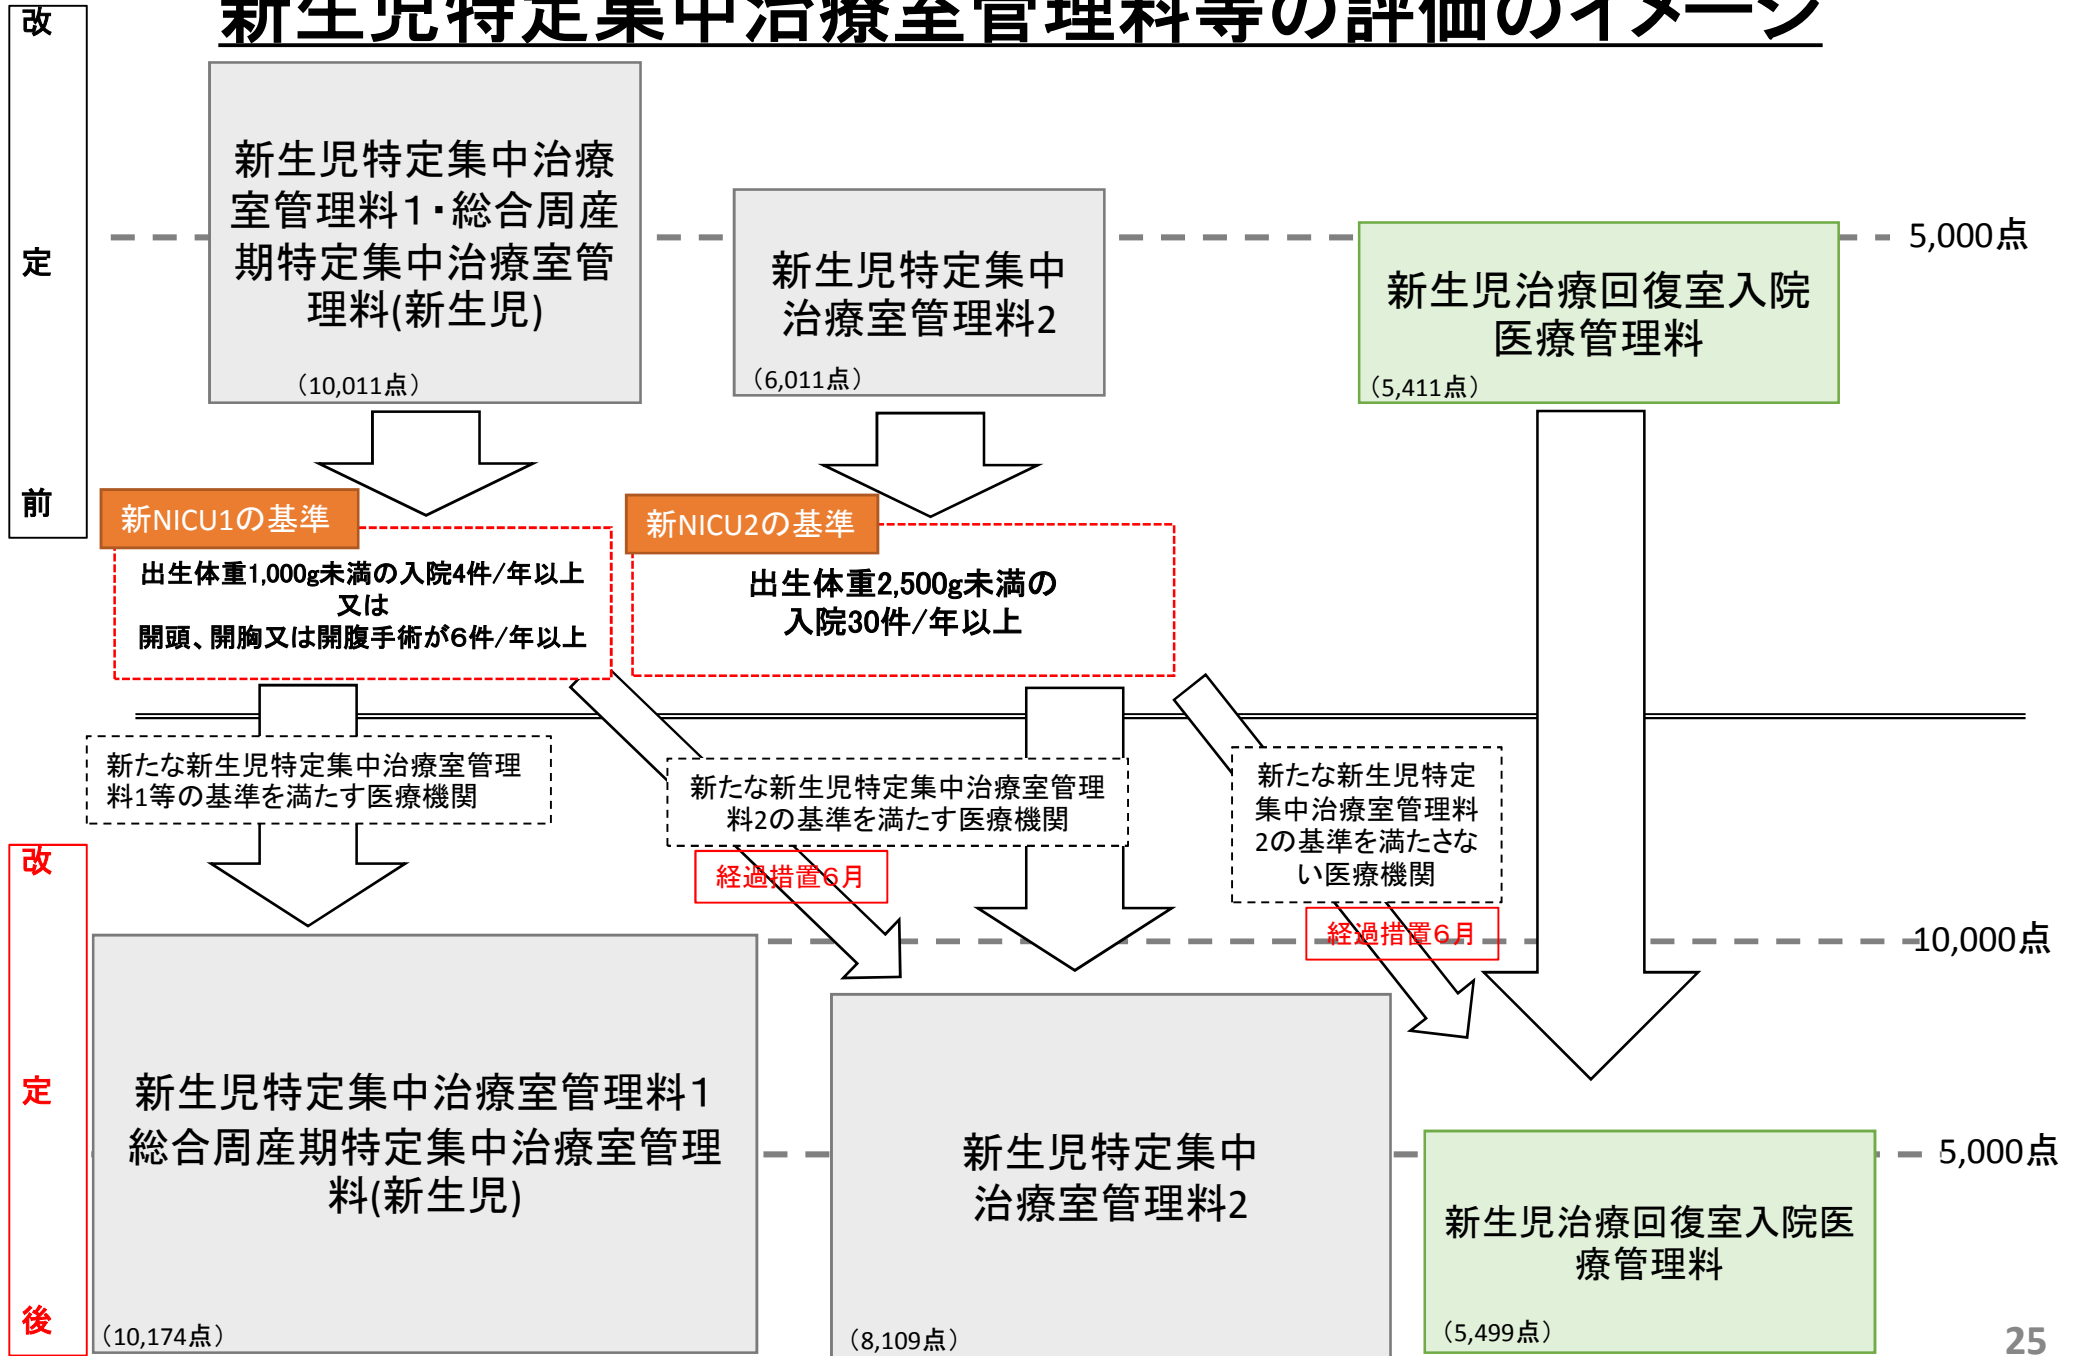 新生児特定集中治療室管理料等の評価のイメージ
改
定
前
新生児特定集中治療
室管理料1・総合周産
期特定集中治療室管
理料(新生児)
（10,011点）
新生児特定集中
治療室管理料2
（6,011点）
新生児治療回復室入院
医療管理料
（5,411点）
5,000点
新NICU1の基準
出生体重1,000g未満の入院4件/年以上
又は
開頭、開胸又は開腹手術が6件/年以上
新NICU2の基準
出生体重2,500g未満の
入院30件/年以上
新たな新生児特定集中治療室管理
料1等の基準を満たす医療機関
新たな新生児特定集中治療室管理
料2の基準を満たす医療機関
経過措置6月
新たな新生児特定
集中治療室管理料
2の基準を満たさな
い医療機関
経過措置6月
改
定
後
10,000点
新生児特定集中治療室管理料1
総合周産期特定集中治療室管理
料(新生児)
（10,174点）
新生児特定集中
治療室管理料2
（8,109点）
5,000点
新生児治療回復室入院医
療管理料
（5,499点）
25